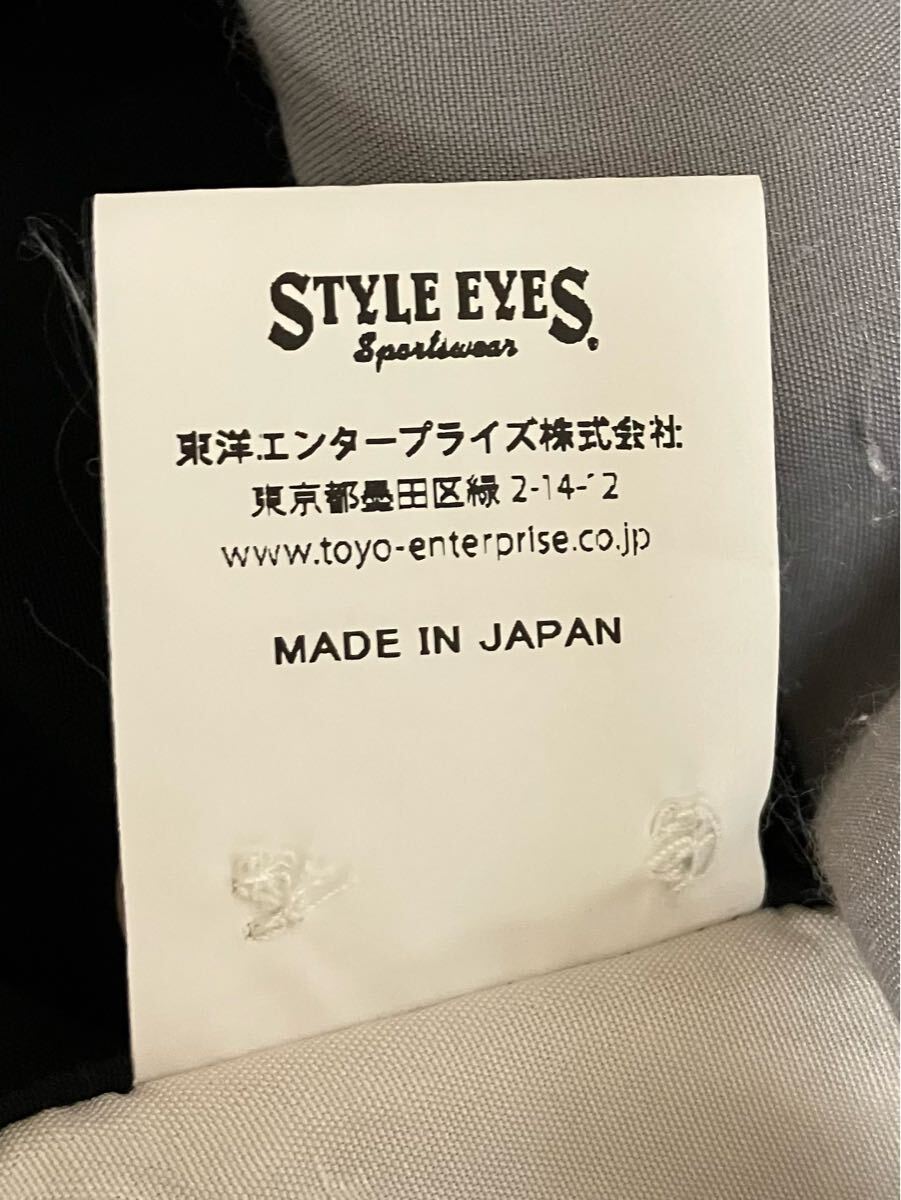 STYLE EYES.
Sportswear
東洋エンタープライズ株式会社
東京都墨田区緑 2-14-12
www.toyo-enterprise.co.jp
MADE IN JAPAN